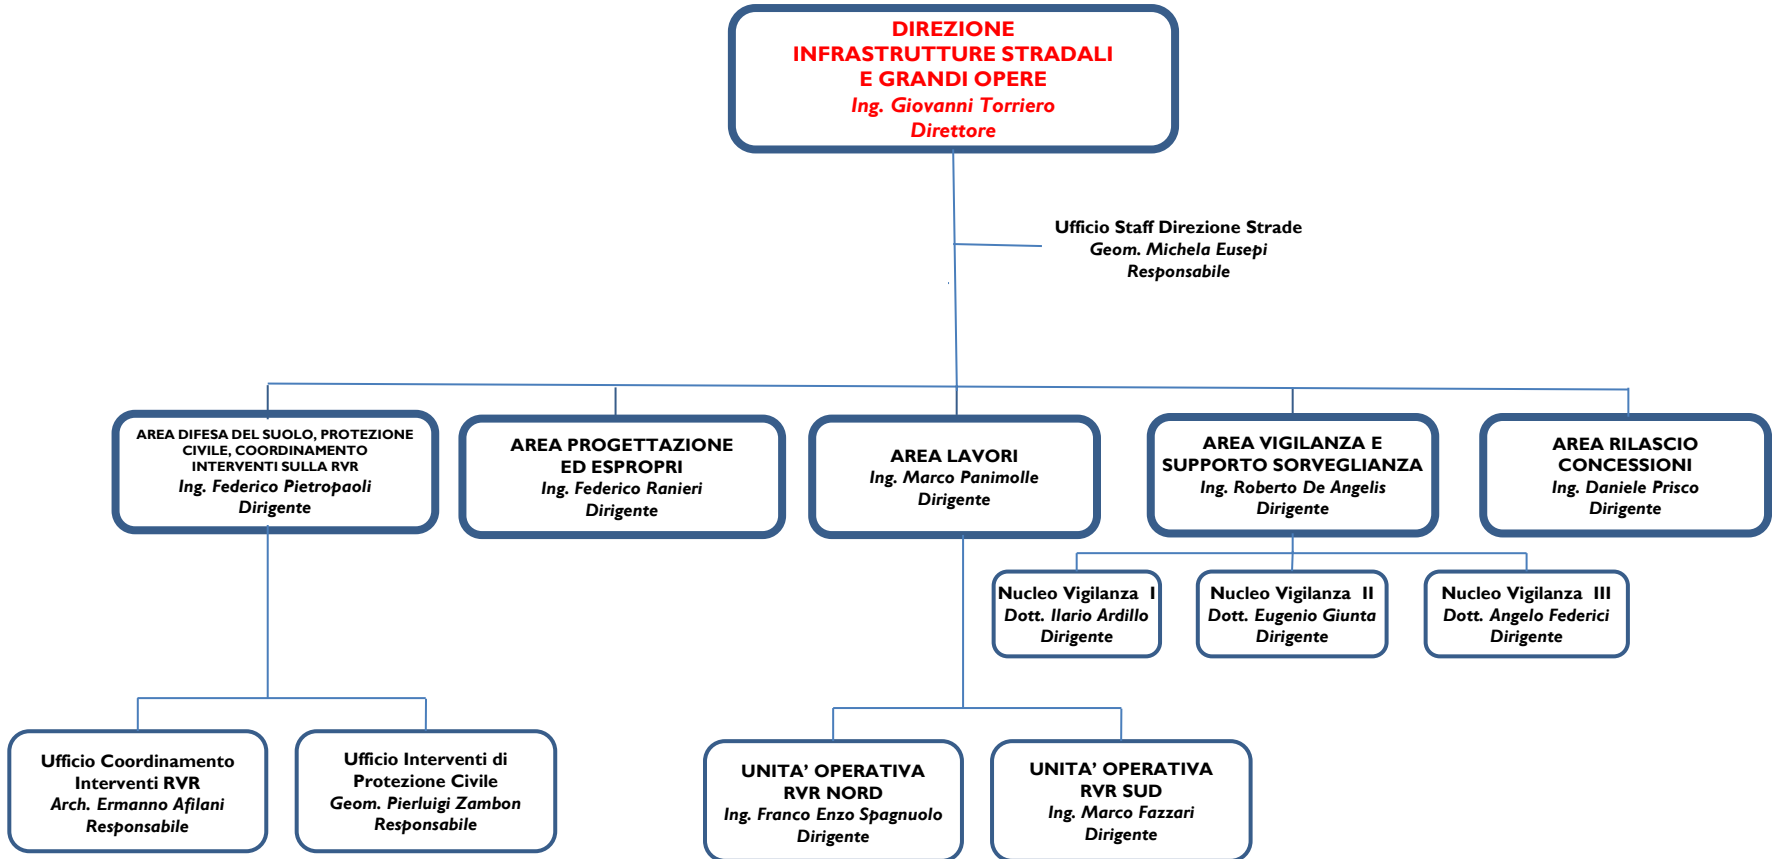 DIREZIONE
INFRASTRUTTURE STRADALI
E GRANDI OPERE
Ing. Giovanni Torriero
Direttore
Ufficio Staff Direzione Strade
Geom. Michela Eusepi
Responsabile
AREA DIFESA DEL SUOLO, PROTEZIONE
CIVILE, COORDINAMENTO
INTERVENTI SULLA RVR
Ing. Federico Pietropaoli
Dirigente
AREA PROGETTAZIONE
ED ESPROPRI
Ing. Federico Ranieri
Dirigente
AREA LAVORI
Ing. Marco Panimolle
Dirigente
AREA VIGILANZA E
SUPPORTO SORVEGLIANZA
Ing. Roberto De Angelis
Dirigente
AREA RILASCIO
CONCESSIONI
Ing. Daniele Prisco
Dirigente
Nucleo Vigilanza I
Dott. Ilario Ardillo
Dirigente
Nucleo Vigilanza II
Dott. Eugenio Giunta
Dirigente
Nucleo Vigilanza III
Dott. Angelo Federici
Dirigente
Ufficio Coordinamento
Interventi RVR
Arch. Ermanno Afilani
Responsabile
Ufficio Interventi di
Protezione Civile
Geom. Pierluigi Zambon
Responsabile
UNITA’ OPERATIVA
RVR NORD
Ing. Franco Enzo Spagnuolo
Dirigente
UNITA’ OPERATIVA
RVR SUD
Ing. Marco Fazzari
Dirigente